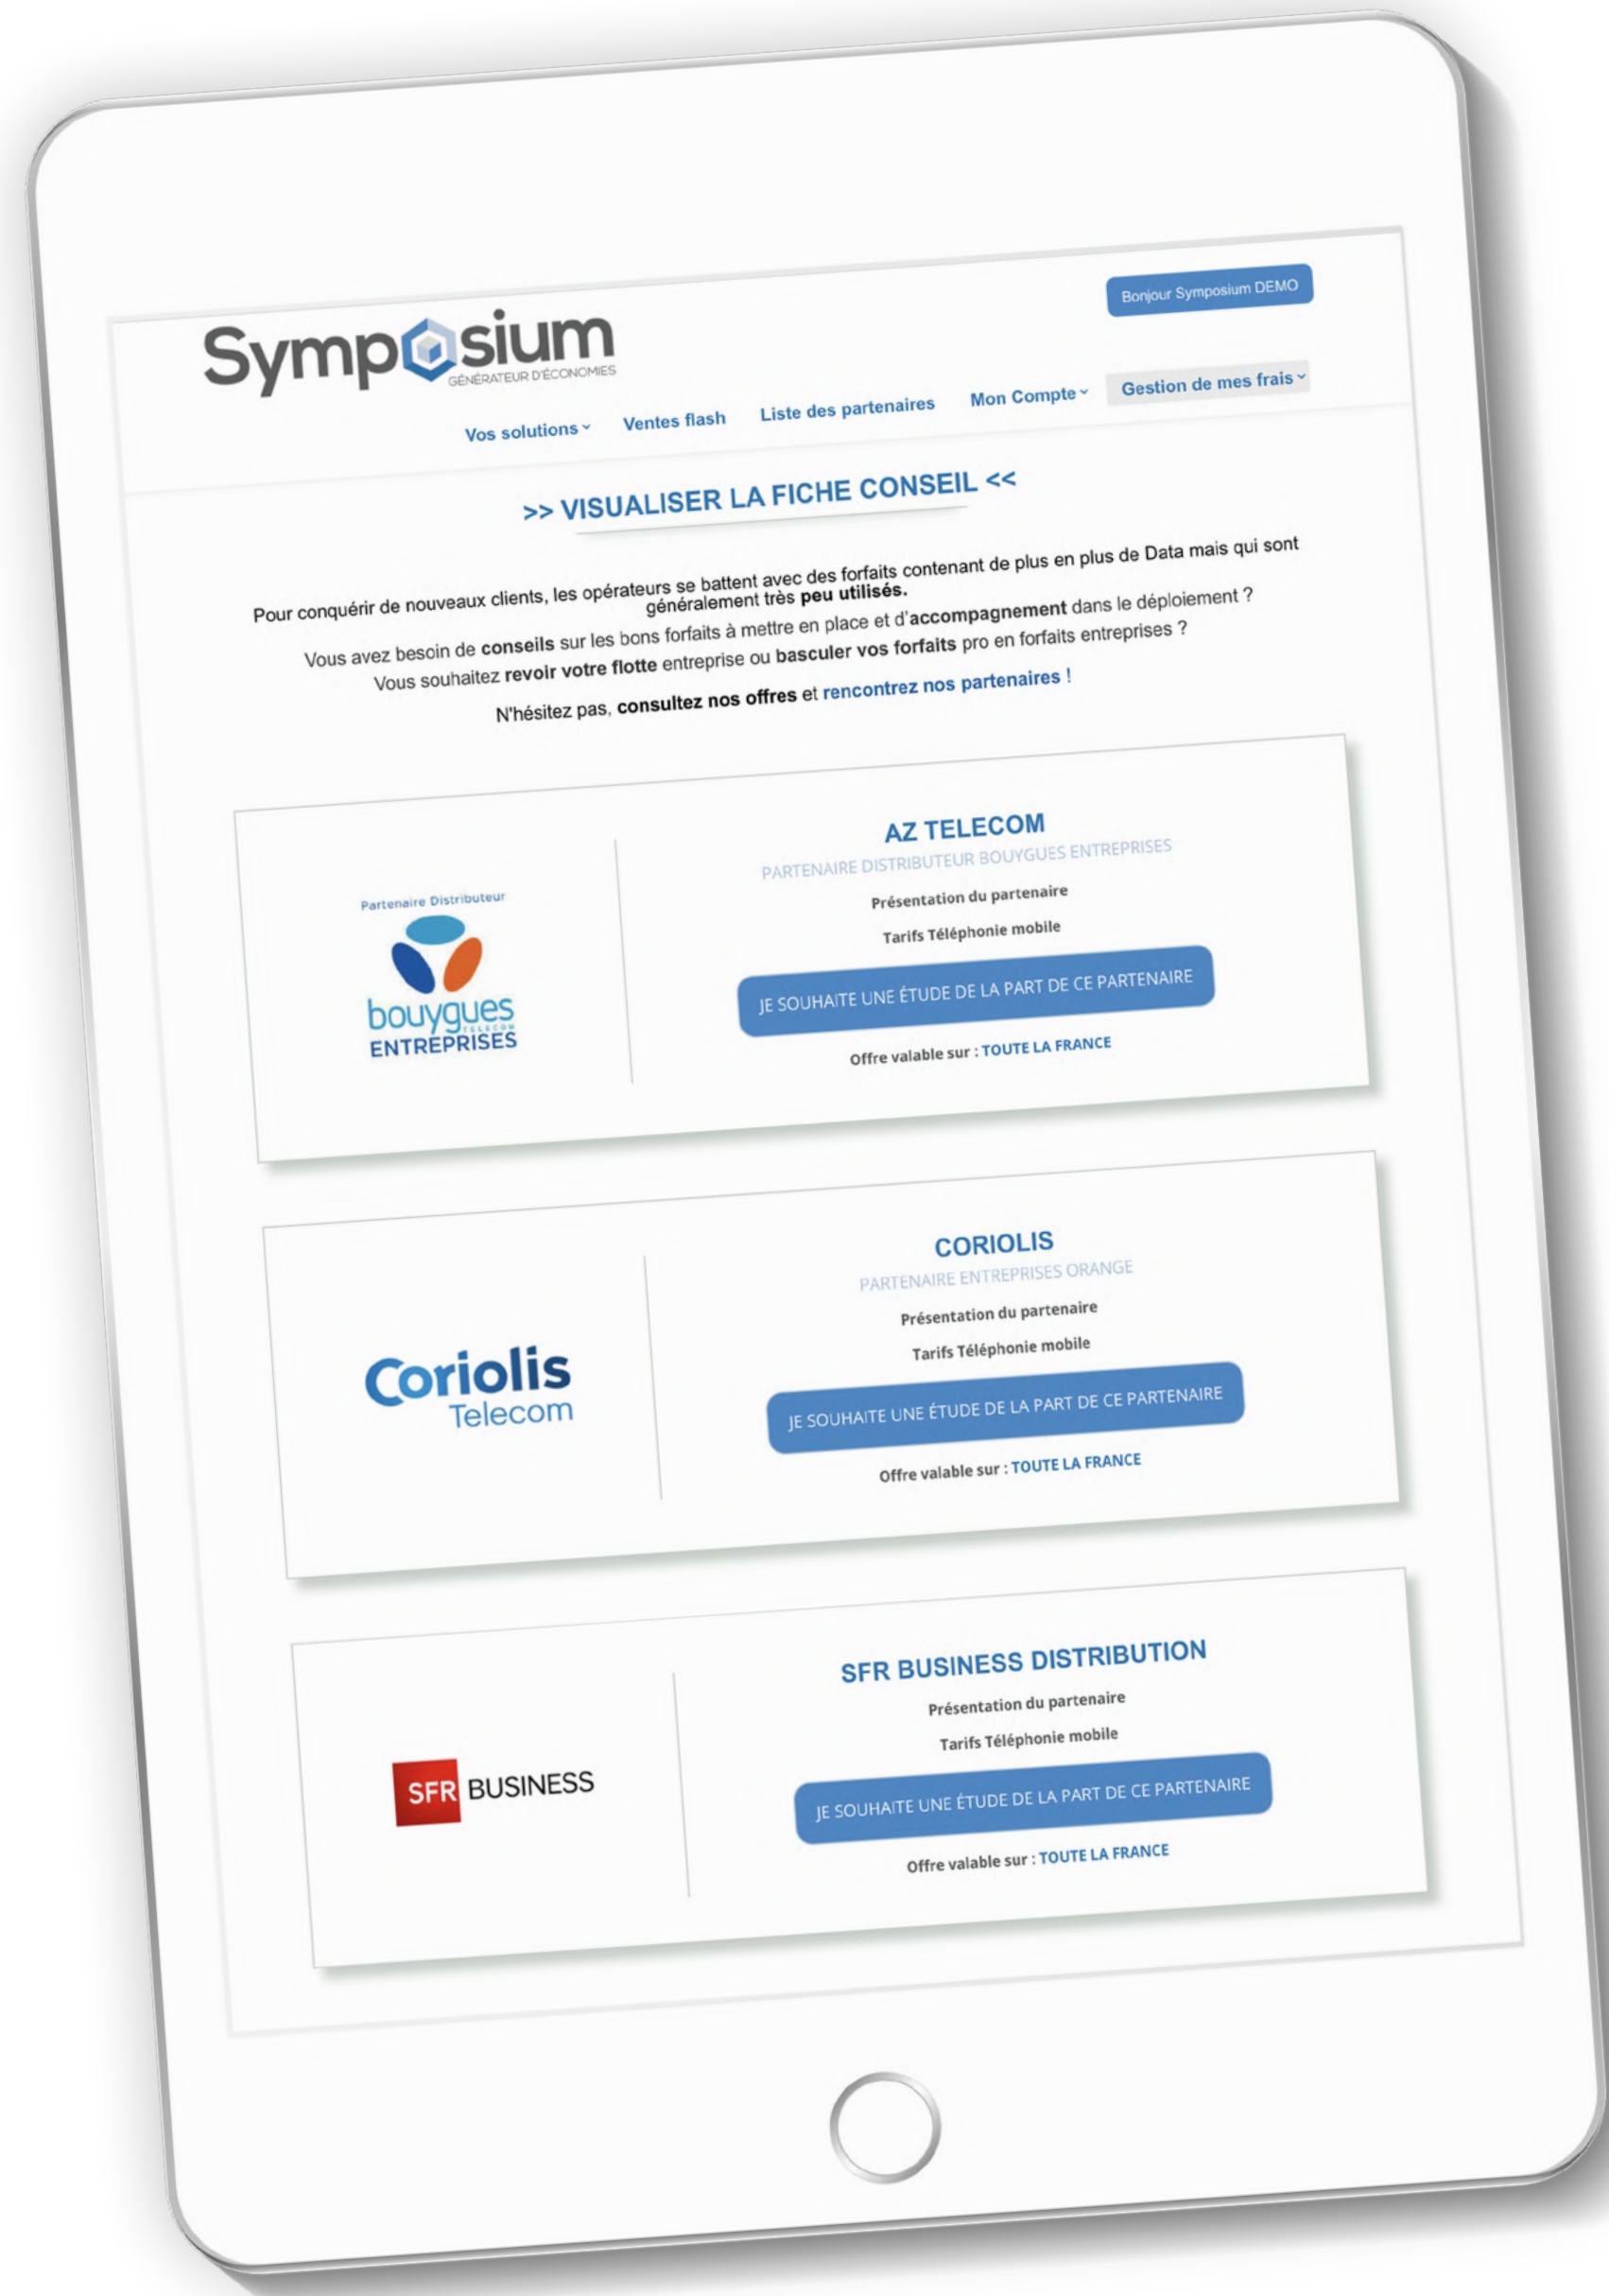 Symposium
GÉNÉRATEUR D'ÉCONOMIES
Bonjour Symposium DEMO
Vos solutions
Ventes flash
Liste des partenaires
Mon Compte
Gestion de mes frais
>> VISUALISER LA FICHE CONSEIL <<
Pour conquérir de nouveaux clients, les opérateurs se battent avec des forfaits contenant de plus en plus de Data mais qui sont
généralement très peu utilisés.
Vous avez besoin de conseils sur les bons forfaits à mettre en place et d'accompagnement dans le déploiement ?
Vous souhaitez revoir votre flotte entreprise ou basculer vos forfaits pro en forfaits entreprises ?
N'hésitez pas, consultez nos offres et rencontrez nos partenaires !
Partenaire Distributeur
bouygues
TELECOM
ENTREPRISES
AZ TELECOM
PARTENAIRE DISTRIBUTEUR BOUYGUES ENTREPRISES
Présentation du partenaire
Tarifs Téléphonie mobile
JE SOUHAITE UNE ÉTUDE DE LA PART DE CE PARTENAIRE
Offre valable sur : TOUTE LA FRANCE
Coriolis
Telecom
CORIOLIS
PARTENAIRE ENTREPRISES ORANGE
Présentation du partenaire
Tarifs Téléphonie mobile
JE SOUHAITE UNE ÉTUDE DE LA PART DE CE PARTENAIRE
Offre valable sur : TOUTE LA FRANCE
SFR BUSINESS
SFR BUSINESS DISTRIBUTION
Présentation du partenaire
Tarifs Téléphonie mobile
JE SOUHAITE UNE ÉTUDE DE LA PART DE CE PARTENAIRE
Offre valable sur : TOUTE LA FRANCE